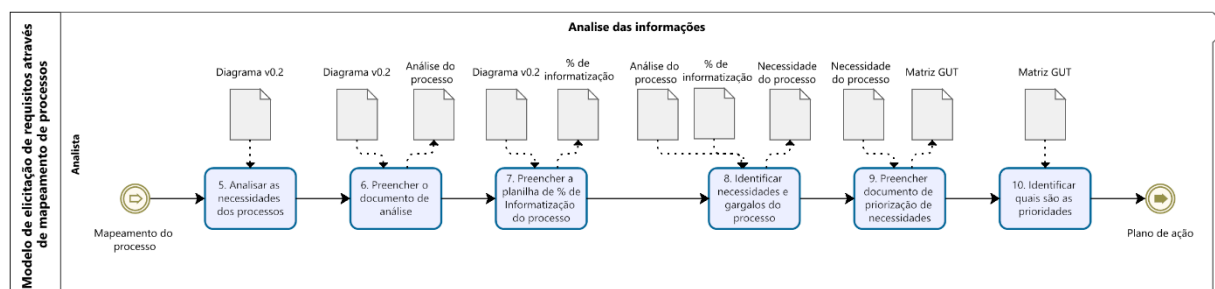 Modelo de elicitação de requisitos através
de mapeamento de processos
Analise das informações
Analista
Diagrama v0.2
Diagrama v0.2
Análise do
processo
Diagrama v0.2
% de
informatização
Análise do
processo
% de
informatização
Necessidade
do processo
Necessidade
do processo
Matriz GUT
Matriz GUT
Mapeamento do
processo
5. Analisar as
necessidades
dos processos
6. Preencher o
documento de
análise
7. Preencher a
planilha de % de
Informatização
do processo
8. Identificar
necessidades e
gargalos do
processo
9. Preencher
documento de
priorização de
necessidades
10. Identificar
quais são as
prioridades
Plano de ação